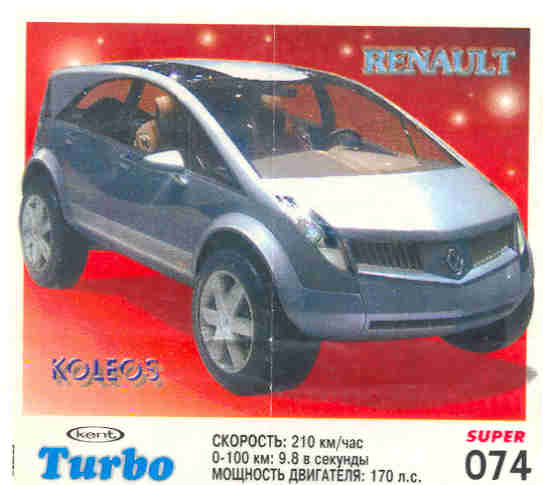 RENAULT
KOLEOS
kent
Turbo
СКОРОСТЬ: 210 км/час
0-100 км: 9.8 в секунды
МОЩНОСТЬ ДВИГАТЕЛЯ: 170 л.с.
SUPER
074